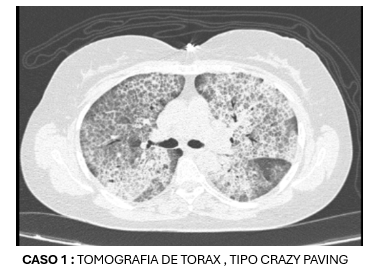 CASO 1 : TOMOGRAFIA DE TORAX , TIPO CRAZY PAVING